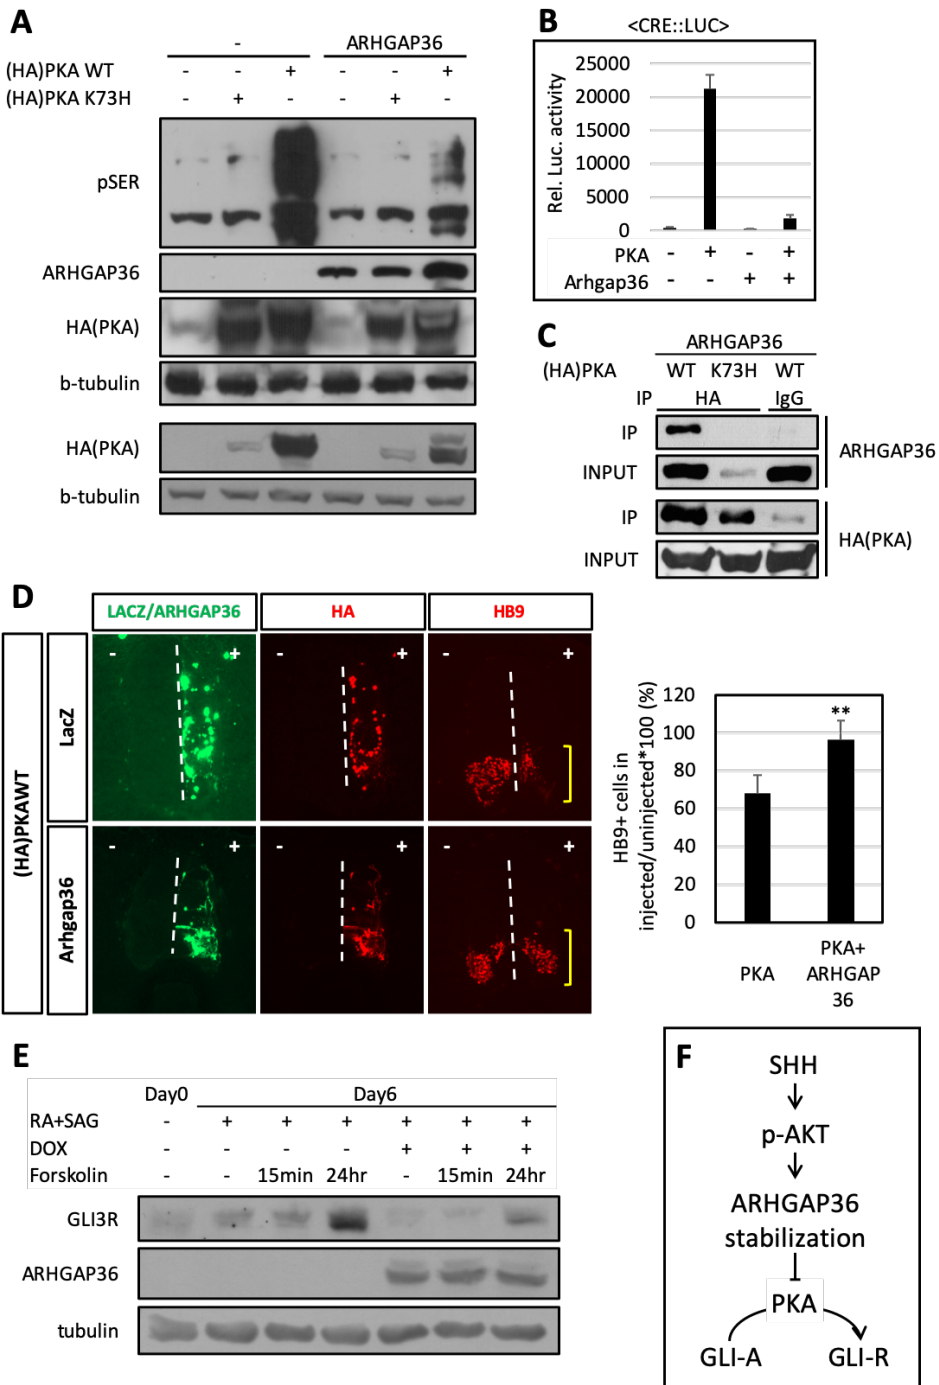 A
- ARHGAP36
(HA)PKA WT - - + - - +
(HA)PKA K73H - + - - + -
pSER
ARHGAP36
HA(PKA)
b-tubulin
HA(PKA)
b-tubulin
B
<CRE::LUC>
Rel. Luc. activity
25000
20000
15000
10000
5000
0
PKA - + - +
Arhgap36 - - + +
C
ARHGAP36
(HA)PKA WT K73H WT
IP HA IgG
IP
INPUT
ARHGAP36
IP
INPUT
HA(PKA)
D
LACZ/ARHGAP36 HA HB9
(HA)PKAWT
LacZ
- + - + - +
Arhgap36
- + - + - +
HB9+ cells in
injected/uninjected*100 (%)
120
100
80
60
40
20
0
**
PKA
PKA+
ARHGAP
36
E
Day0 Day6
RA+SAG - + + + + + +
DOX - - - - + + +
Forskolin - - 15min 24hr - 15min 24hr
GLI3R
ARHGAP36
tubulin
F
SHH
p-AKT
ARHGAP36
stabilization
PKA
GLI-A GLI-R